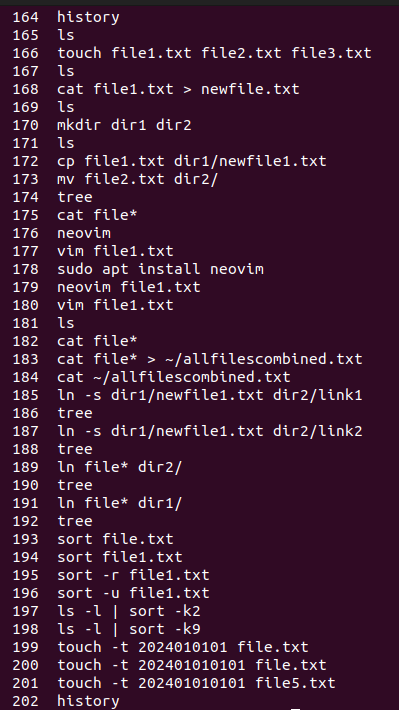 164 history
165 ls
166 touch file1.txt file2.txt file3.txt
167 ls
168 cat file1.txt > newfile.txt
169 ls
170 mkdir dir1 dir2
171 ls
172 cp file1.txt dir1/newfile1.txt
173 mv file2.txt dir2/
174 tree
175 cat file*
176 neovim
177 vim file1.txt
178 sudo apt install neovim
179 neovim file1.txt
180 vim file1.txt
181 ls
182 cat file*
183 cat file* > ~/allfilescombined.txt
184 cat ~/allfilescombined.txt
185 ln -s dir1/newfile1.txt dir2/link1
186 tree
187 ln -s dir1/newfile1.txt dir2/link2
188 tree
189 ln file* dir2/
190 tree
191 ln file* dir1/
192 tree
193 sort file.txt
194 sort file1.txt
195 sort -r file1.txt
196 sort -u file1.txt
197 ls -l | sort -k2
198 ls -l | sort -k9
199 touch -t 2024010101 file.txt
200 touch -t 202401010101 file.txt
201 touch -t 202401010101 file5.txt
202 history